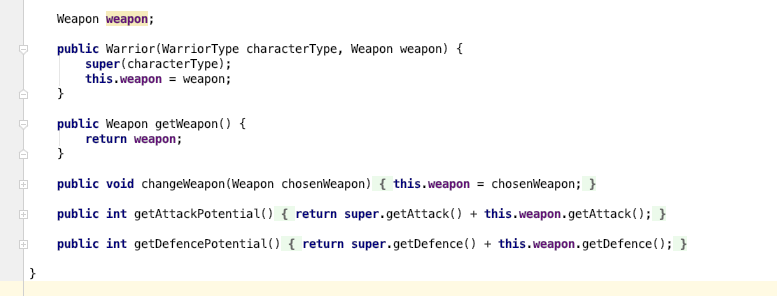 Weapon weapon;
public Warrior(WarriorType characterType, Weapon weapon) {
super(characterType);
this.weapon = weapon;
}
public Weapon getWeapon() {
return weapon;
}
public void changeWeapon(Weapon chosenWeapon) { this.weapon = chosenWeapon; }
public int getAttackPotential() { return super.getAttack() + this.weapon.getAttack(); }
public int getDefencePotential() { return super.getDefence() + this.weapon.getDefence(); }
}